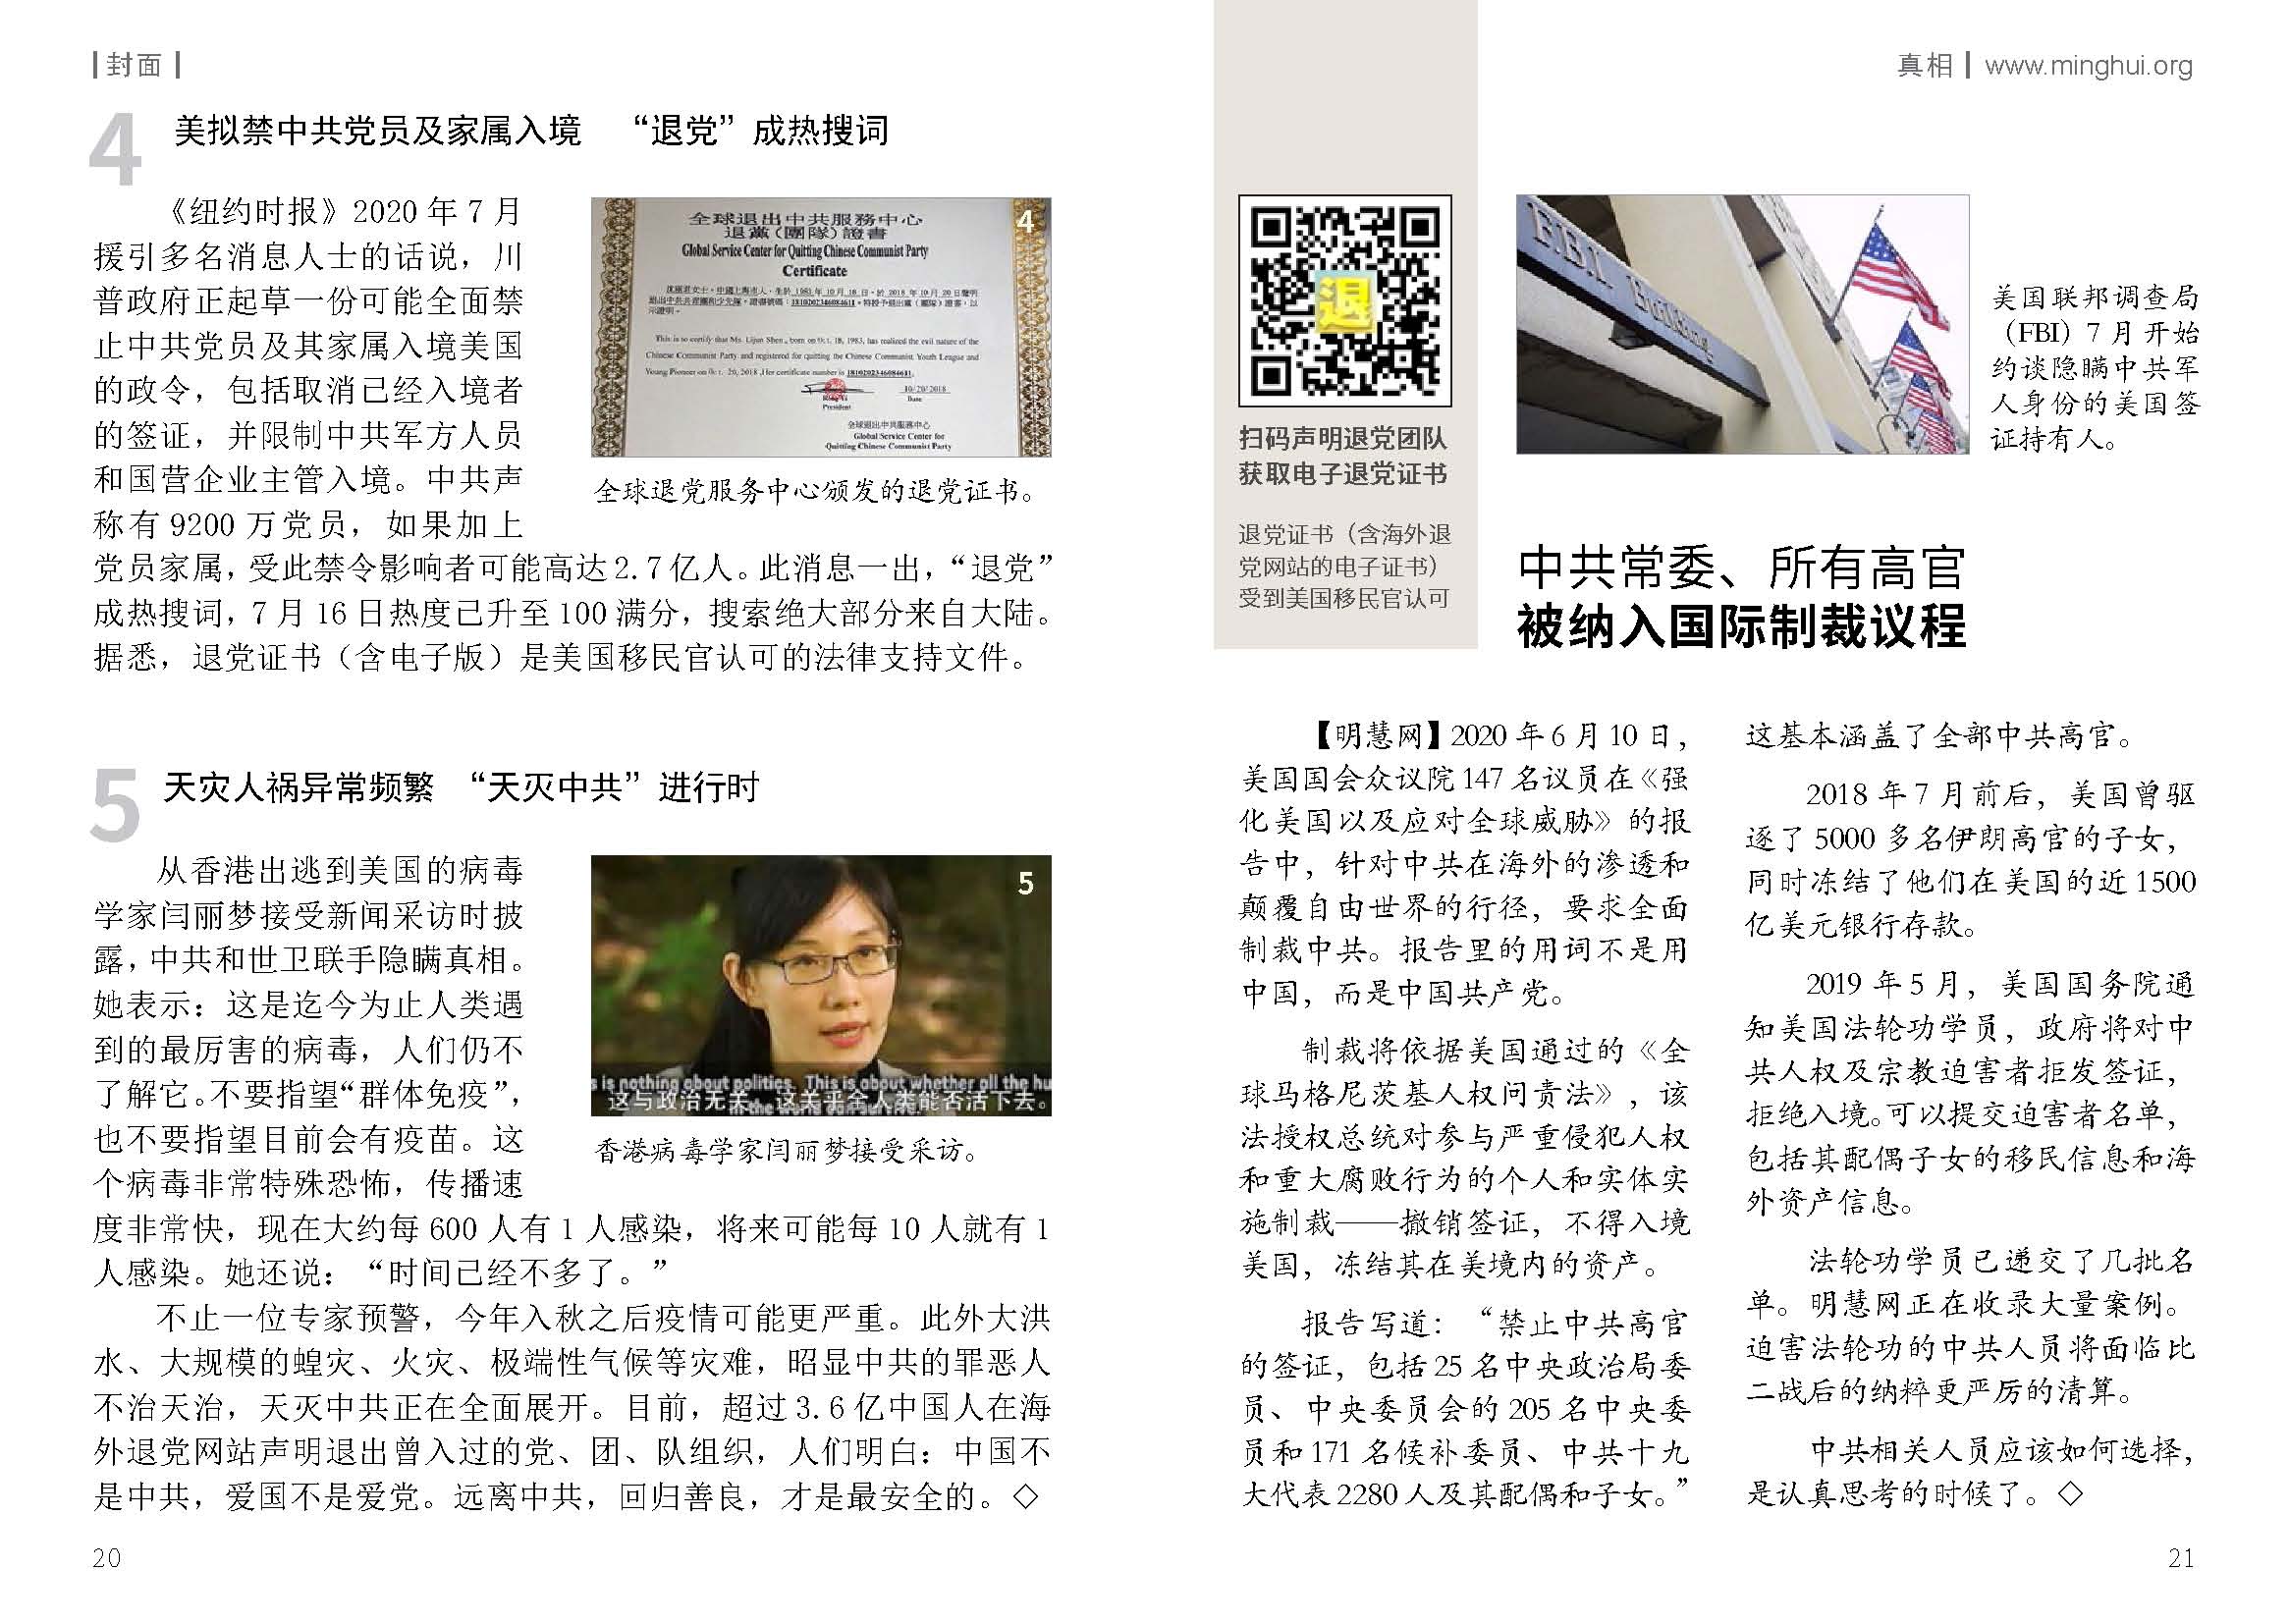 封面
4
美拟禁中共党员及家属入境 “退党”成热搜词
《纽约时报》2020 年 7 月
援引多名消息人士的话说，川
普政府正起草一份可能全面禁
止中共党员及其家属入境美国
的政令，包括取消已经入境者
的签证，并限制中共军方人员
和国营企业主管入境。中共声
称有 9200 万党员，如果加上
党员家属，受此禁令影响者可能高达 2.7 亿人。此消息一出，“退党”
成热搜词，7 月 16 日热度已升至 100 满分，搜索绝大部分来自大陆。
据悉，退党证书（含电子版）是美国移民官认可的法律支持文件。
4
全球退出中共服務中心
退黨(團隊)證書
Global Service Center for Quitting Chinese Communist Party
Certificate
This is to certify that Ms. Lijun Shen, born on Oct. 18, 1983, has realized the evil nature of the
Chinese Communist Party and registered for quitting the Chinese Communist Youth League and
Young Pioneer on Oct. 20, 2018 ,Her certificate number is 1810202346084611.
10/20/2018
President
Date
全球退出中共服務中心
Global Service Center for
Quitting Chinese Communist Party
全球退党服务中心颁发的退党证书。
5
天灾人祸异常频繁 “天灭中共”进行时
从香港出逃到美国的病毒
学家闫丽梦接受新闻采访时披
露，中共和世卫联手隐瞒真相。
她表示：这是迄今为止人类遇
到的最厉害的病毒，人们仍不
了解它。不要指望“群体免疫”，
也不要指望目前会有疫苗。这
个病毒非常特殊恐怖，传播速
度非常快，现在大约每 600 人有 1 人感染，将来可能每 10 人就有 1
人感染。她还说：“时间已经不多了。”
不止一位专家预警，今年入秋之后疫情可能更严重。此外大洪
水、大规模的蝗灾、火灾、极端性气候等灾难，昭显中共的罪恶人
不治天治，天灭中共正在全面展开。目前，超过 3.6 亿中国人在海
外退党网站声明退出曾入过的党、团、队组织，人们明白：中国不
是中共，爱国不是爱党。远离中共，回归善良，才是最安全的。◇
5
s is nothing about politics. This is about whether all the hu
这与政治无关。这关乎全人类能否活下去。
香港病毒学家闫丽梦接受采访。
20
真相 www.minghui.org
退
扫码声明退党团队
获取电子退党证书
退党证书（含海外退
党网站的电子证书）
受到美国移民官认可
FBI Building
美国联邦调查局
（FBI）7 月开始
约谈隐瞒中共军
人身份的美国签
证持有人。
中共常委、所有高官
被纳入国际制裁议程
【明慧网】2020 年 6 月 10 日，
美国国会众议院 147 名议员在《强
化美国以及应对全球威胁》的报
告中，针对中共在海外的渗透和
颠覆自由世界的行径，要求全面
制裁中共。报告里的用词不是用
中国，而是中国共产党。
制裁将依据美国通过的《全
球马格尼茨基人权问责法》，该
法授权总统对参与严重侵犯人权
和重大腐败行为的个人和实体实
施制裁——撤销签证，不得入境
美国，冻结其在美境内的资产。
报告写道：“禁止中共高官
的签证，包括 25 名中央政治局委
员、中央委员会的 205 名中央委
员和 171 名候补委员、中共十九
大代表 2280 人及其配偶和子女。”
这基本涵盖了全部中共高官。
2018 年 7 月前后，美国曾驱
逐了 5000 多名伊朗高官的子女，
同时冻结了他们在美国的近 1500
亿美元银行存款。
2019 年 5 月，美国国务院通
知美国法轮功学员，政府将对中
共人权及宗教迫害者拒发签证，
拒绝入境。可以提交迫害者名单，
包括其配偶子女的移民信息和海
外资产信息。
法轮功学员已递交了几批名
单。明慧网正在收录大量案例。
迫害法轮功的中共人员将面临比
二战后的纳粹更严厉的清算。
中共相关人员应该如何选择，
是认真思考的时候了。◇
21